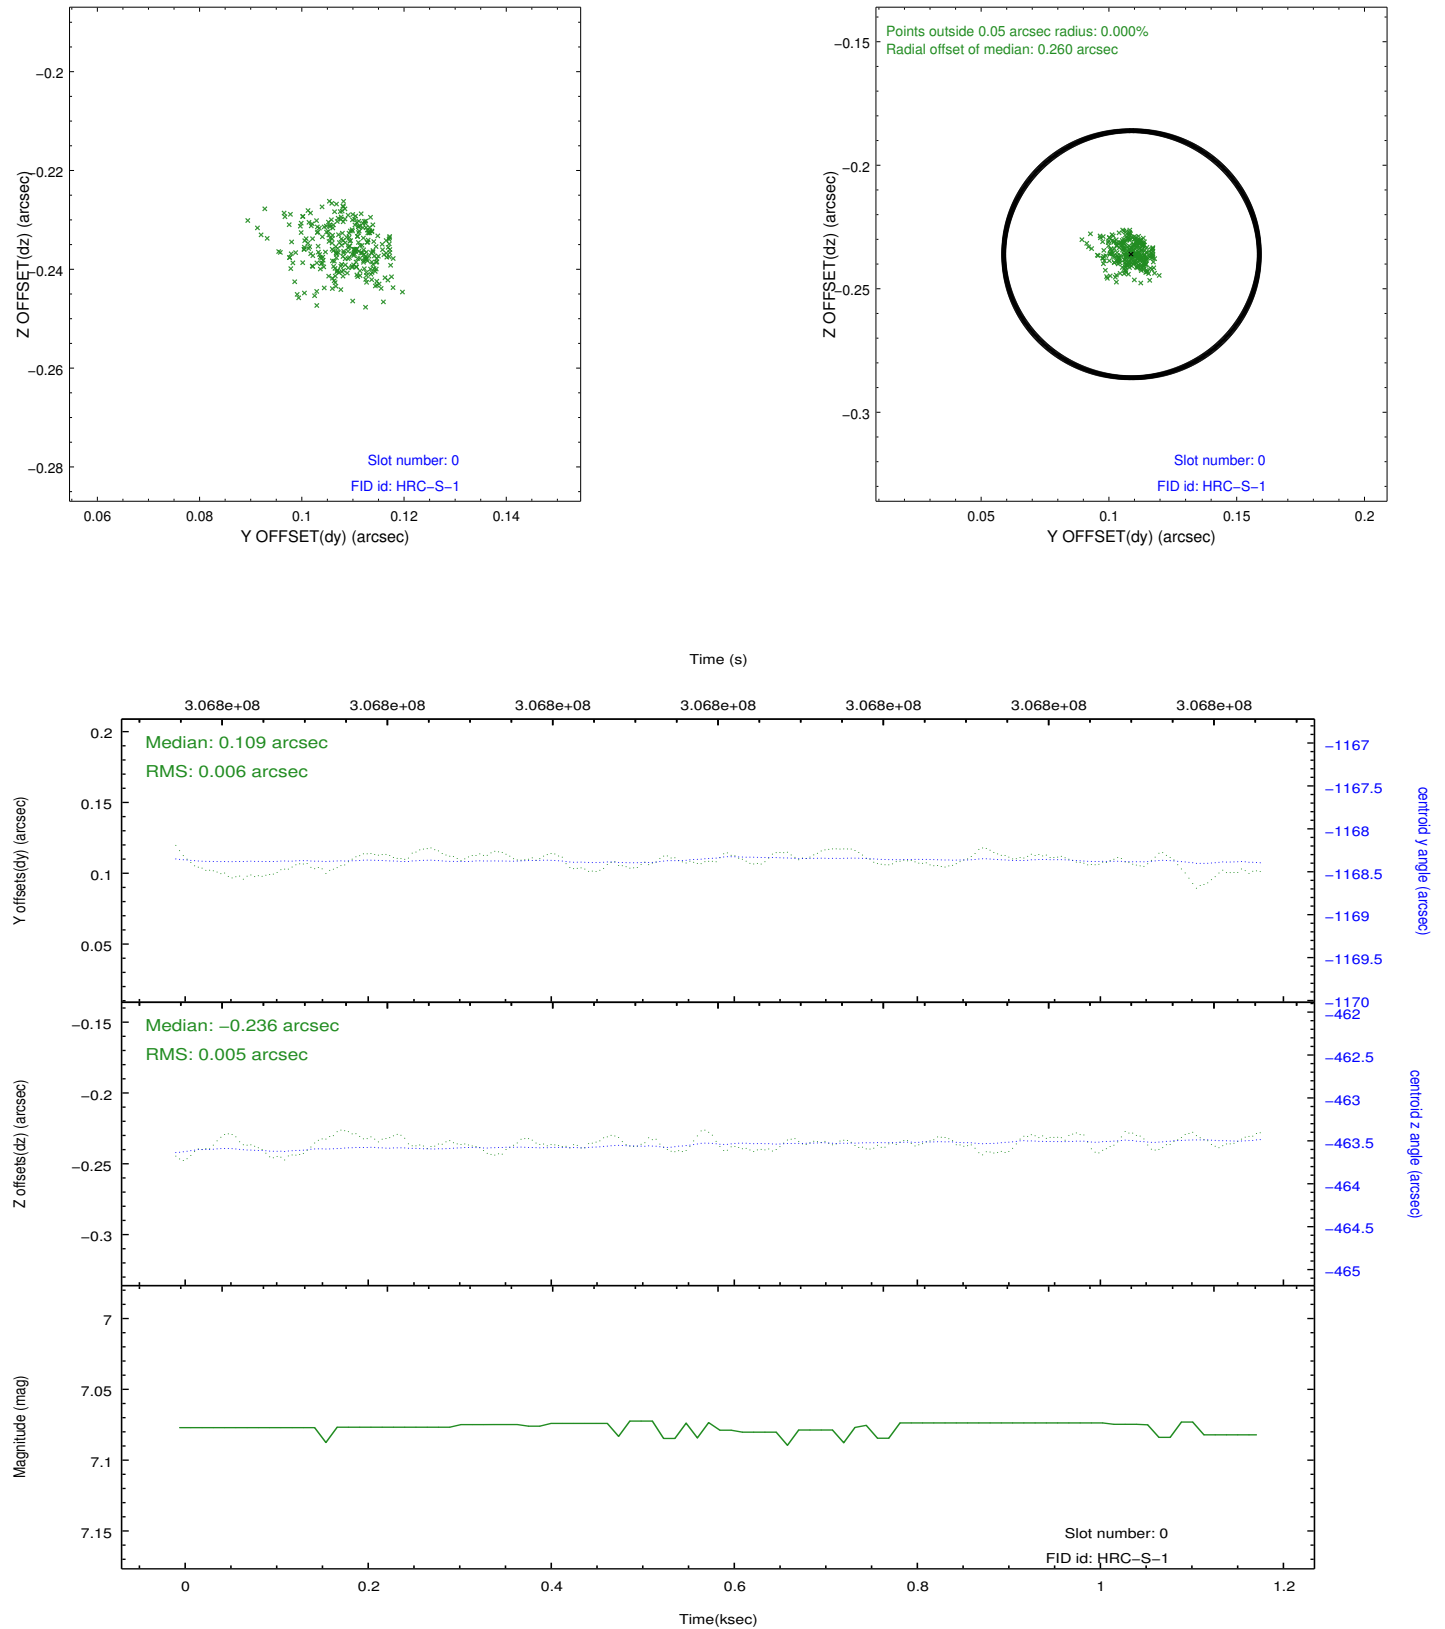 −0.2
−0.22
−0.24
−0.26
−0.28
Z OFFSET(dz) (arcsec)
Slot number: 0
FID id: HRC−S−1
0.06 0.08 0.1 0.12 0.14
Y OFFSET(dy) (arcsec)
Points outside 0.05 arcsec radius: 0.000%
Radial offset of median: 0.260 arcsec
−0.15
−0.2
−0.25
−0.3
Z OFFSET(dz) (arcsec)
Slot number: 0
FID id: HRC−S−1
0.05 0.1 0.15 0.2
Y OFFSET(dy) (arcsec)
Time (s)
3.068e+08 3.068e+08 3.068e+08 3.068e+08 3.068e+08 3.068e+08 3.068e+08
Median: 0.109 arcsec
RMS: 0.006 arcsec
0.2
0.15
0.1
0.05
Y offsets(dy) (arcsec)
−1167
−1167.5
−1168
−1168.5
−1169
−1169.5
−1170
centroid y angle (arcsec)
Median: −0.236 arcsec
RMS: 0.005 arcsec
−0.15
−0.2
−0.25
−0.3
Z offsets(dz) (arcsec)
−462
−462.5
−463
−463.5
−464
−464.5
−465
centroid z angle (arcsec)
7
7.05
7.1
7.15
Magnitude (mag)
Slot number: 0
FID id: HRC−S−1
0 0.2 0.4 0.6 0.8 1 1.2
Time(ksec)